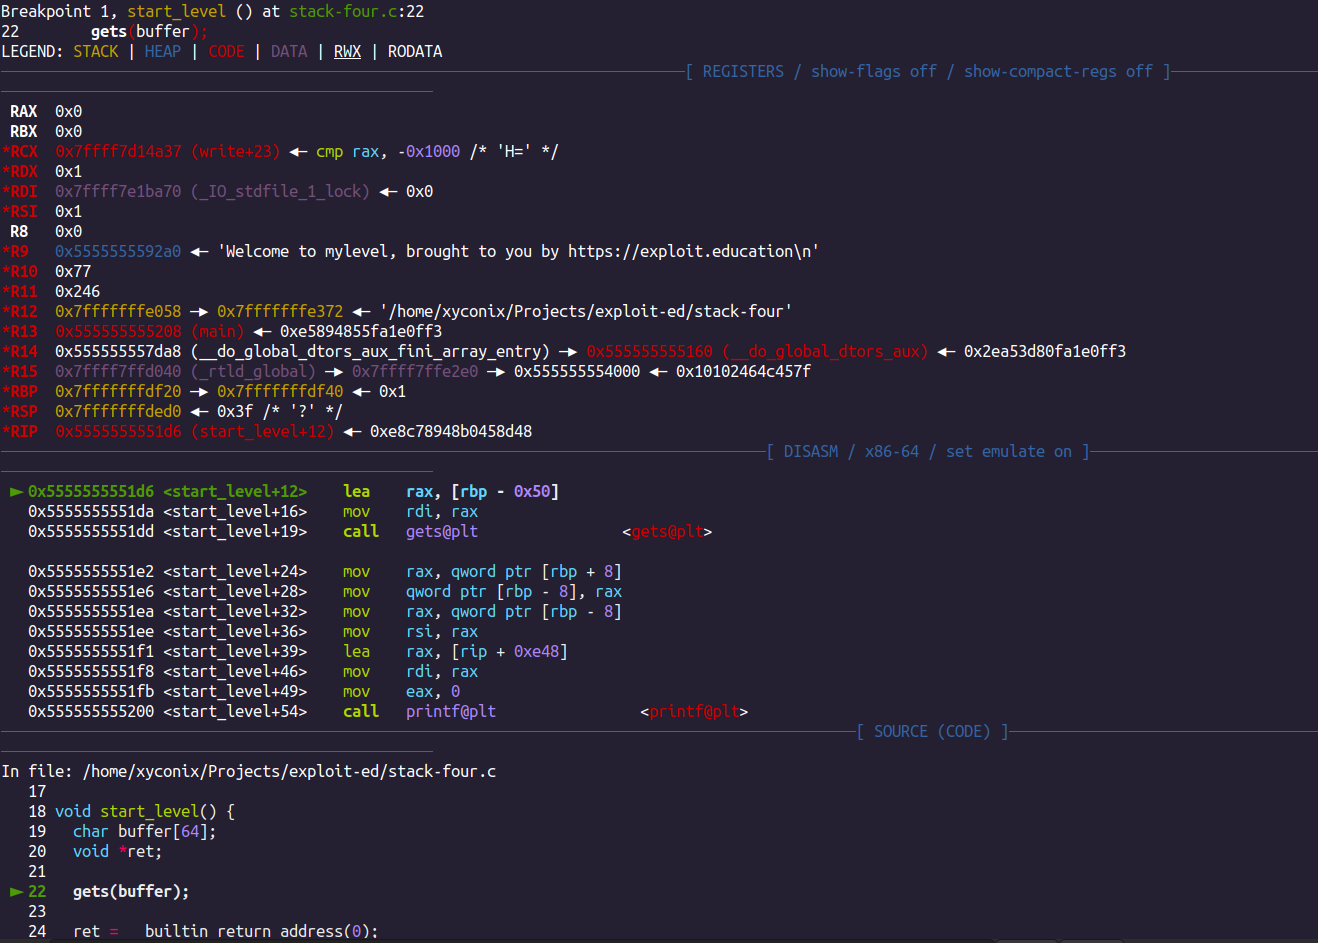 Breakpoint 1, start_level () at stack-four.c:22
22        gets(buffer);
LEGEND: STACK | HEAP | CODE | DATA | RWX | RODATA
[ REGISTERS / show-flags off / show-compact-regs off ]
RAX  0x0
RBX  0x0
*RCX  0x7ffff7d14a37 (write+23) ◂— cmp rax, -0x1000 /* 'H=' */
*RDX  0x1
*RDI  0x7ffff7e1ba70 (_IO_stdfile_1_lock) ◂— 0x0
*RSI  0x1
R8   0x0
*R9   0x5555555592a0 ◂— 'Welcome to mylevel, brought to you by https://exploit.education\n'
*R10  0x77
*R11  0x246
*R12  0x7fffffffe058 —▸ 0x7fffffffe372 ◂— '/home/xyconix/Projects/exploit-ed/stack-four'
*R13  0x555555555208 (main) ◂— 0xe5894855fa1e0ff3
*R14  0x555555557da8 (__do_global_dtors_aux_fini_array_entry) —▸ 0x555555555160 (__do_global_dtors_aux) ◂— 0x2ea53d80fa1e0ff3
*R15  0x7ffff7ffd040 (_rtld_global) —▸ 0x7ffff7ffe2e0 —▸ 0x555555554000 ◂— 0x10102464c457f
*RBP  0x7fffffffdf20 —▸ 0x7fffffffdf40 ◂— 0x1
*RSP  0x7fffffffded0 ◂— 0x3f /* '?' */
*RIP  0x5555555551d6 (start_level+12) ◂— 0xe8c78948b0458d48
[ DISASM / x86-64 / set emulate on ]
► 0x5555555551d6 <start_level+12>    lea    rax, [rbp - 0x50]
0x5555555551da <start_level+16>    mov    rdi, rax
0x5555555551dd <start_level+19>    call   gets@plt                <gets@plt>
0x5555555551e2 <start_level+24>    mov    rax, qword ptr [rbp + 8]
0x5555555551e6 <start_level+28>    mov    qword ptr [rbp - 8], rax
0x5555555551ea <start_level+32>    mov    rax, qword ptr [rbp - 8]
0x5555555551ee <start_level+36>    mov    rsi, rax
0x5555555551f1 <start_level+39>    lea    rax, [rip + 0xe48]
0x5555555551f8 <start_level+46>    mov    rdi, rax
0x5555555551fb <start_level+49>    mov    eax, 0
0x555555555200 <start_level+54>    call   printf@plt                <printf@plt>
[ SOURCE (CODE) ]
In file: /home/xyconix/Projects/exploit-ed/stack-four.c
17
18 void start_level() {
19   char buffer[64];
20   void *ret;
21
► 22   gets(buffer);
23
24   ret = __builtin_return_address(0);